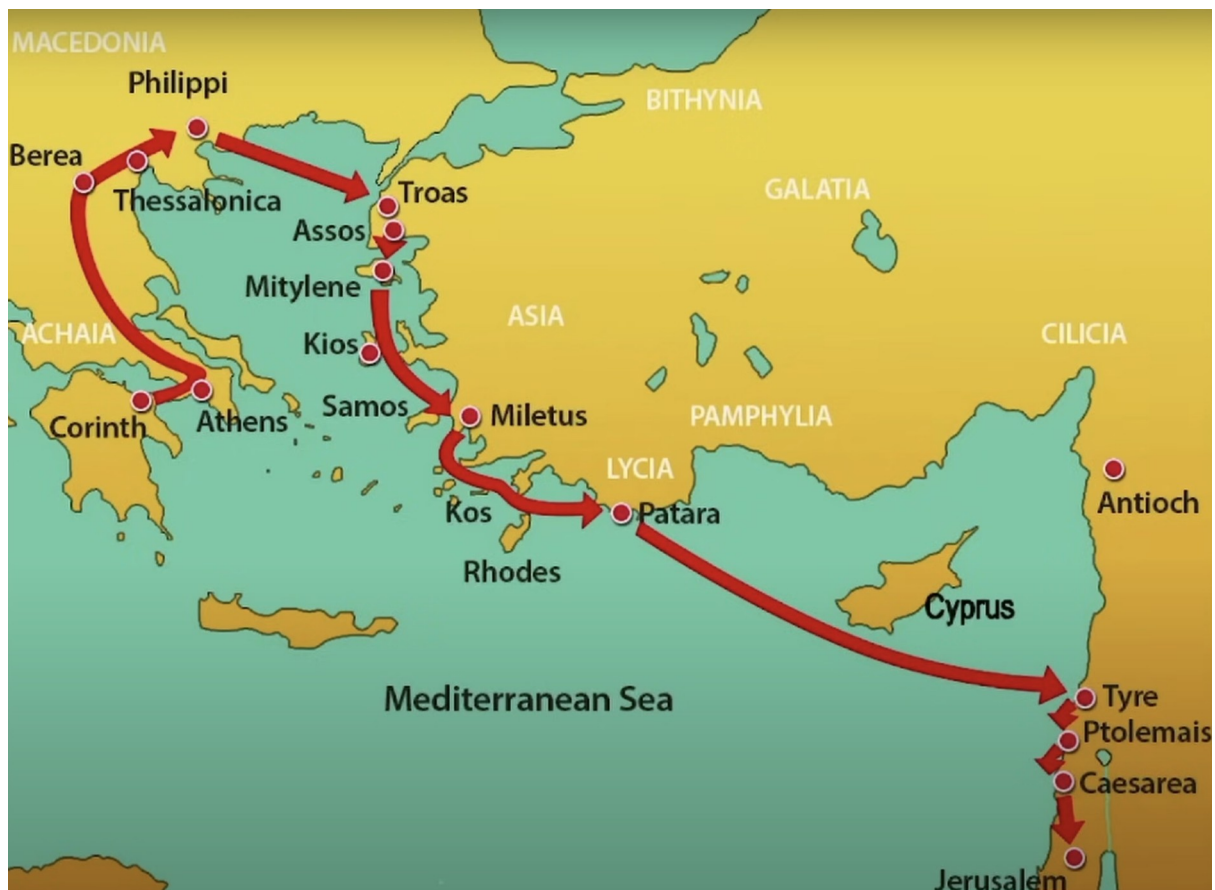 MACEDONIA
Philippi
BITHYNIA
Berea
Thessalonica
Troas
GALATIA
Assos
Mitylene
ASIA
ACHAIA
Kios
CILICIA
Samos
Miletus
PAMPHYLIA
Corinth
Athens
LYCIA
Antioch
Kos
Patara
Rhodes
Cyprus
Mediterranean Sea
Tyre
Ptolemais
Caesarea
Jerusalem